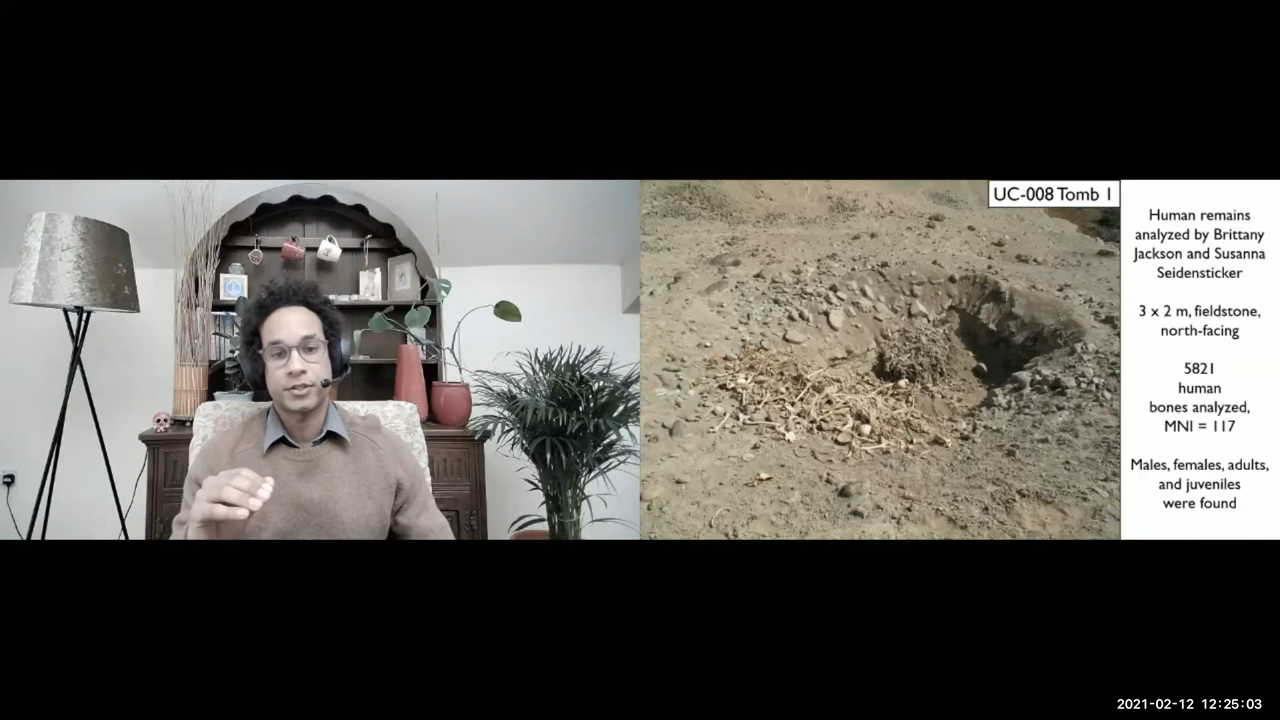 UC-008 Tomb 1
Human remains
analyzed by Brittany
Jackson and Susanna
Seidensticker
3 x 2 m, fieldstone,
north-facing
5821
human
bones analyzed,
MNI = 117
Males, females, adults,
and juveniles
were found
2021-02-12 12:25:03